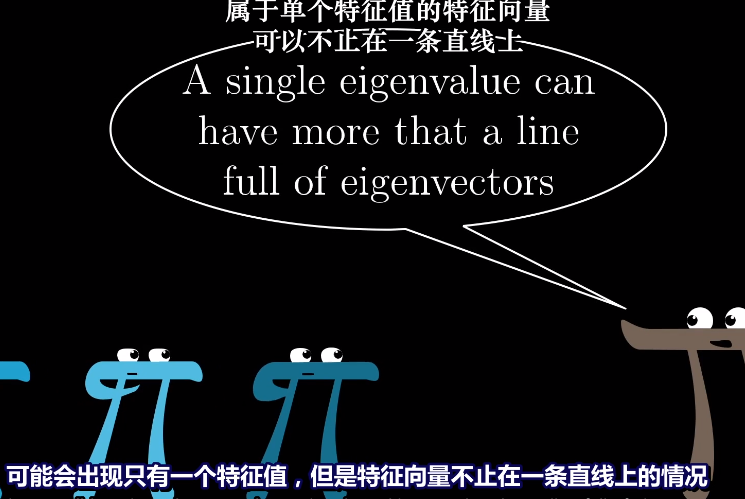 属于单个特征值的特征向量
可以不止在一条直线上
A single eigenvalue can
have more that a line
full of eigenvectors
可能会出现只有一个特征值，但是特征向量不止在一条直线上的情况